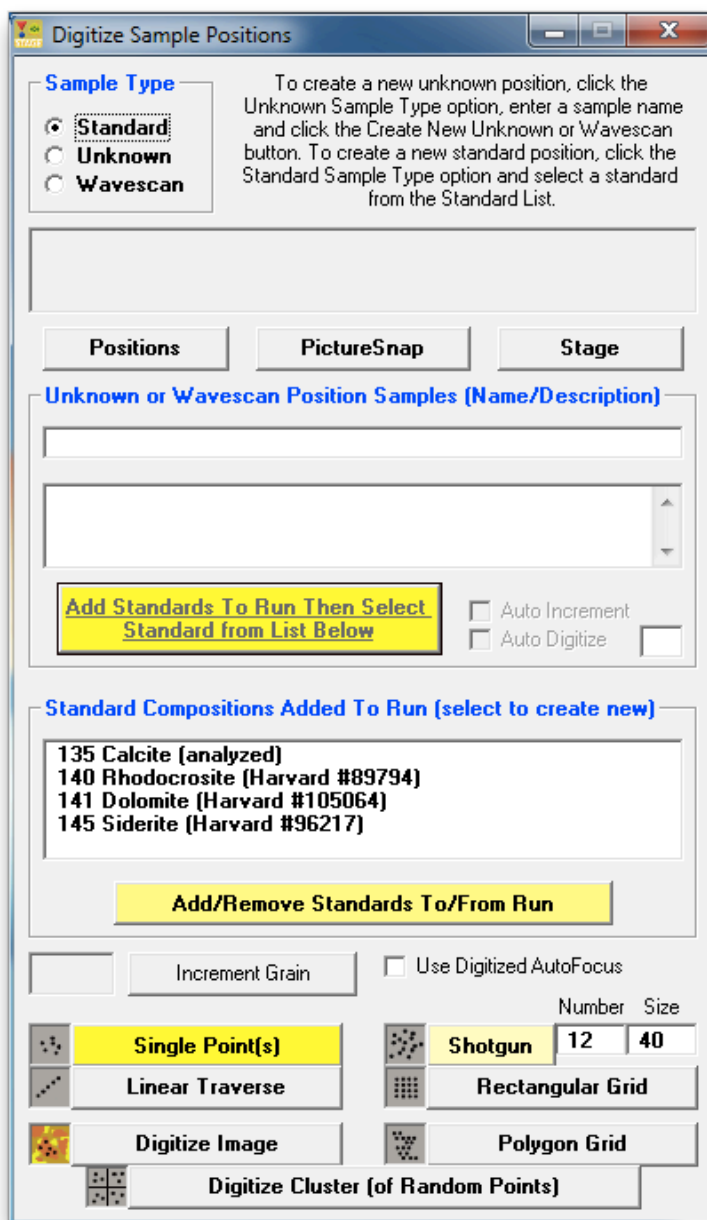 Digitize Sample Positions
Sample Type
Standard
Unknown
Wavescan
To create a new unknown position, click the
Unknown Sample Type option, enter a sample name
and click the Create New Unknown or Wavescan
button. To create a new standard position, click the
Standard Sample Type option and select a standard
from the Standard List.
Positions
PictureSnap
Stage
Unknown or Wavescan Position Samples (Name/Description)
Add Standards To Run Then Select
Standard from List Below
Auto Increment
Auto Digitize
Standard Compositions Added To Run (select to create new)
135 Calcite (analyzed)
140 Rhodocrosite (Harvard #89794)
141 Dolomite (Harvard #105064)
145 Siderite (Harvard #96217)
Add/Remove Standards To/From Run
Increment Grain
Use Digitized AutoFocus
Number Size
Single Point(s)
Shotgun
12
40
Linear Traverse
Rectangular Grid
Digitize Image
Polygon Grid
Digitize Cluster (of Random Points)